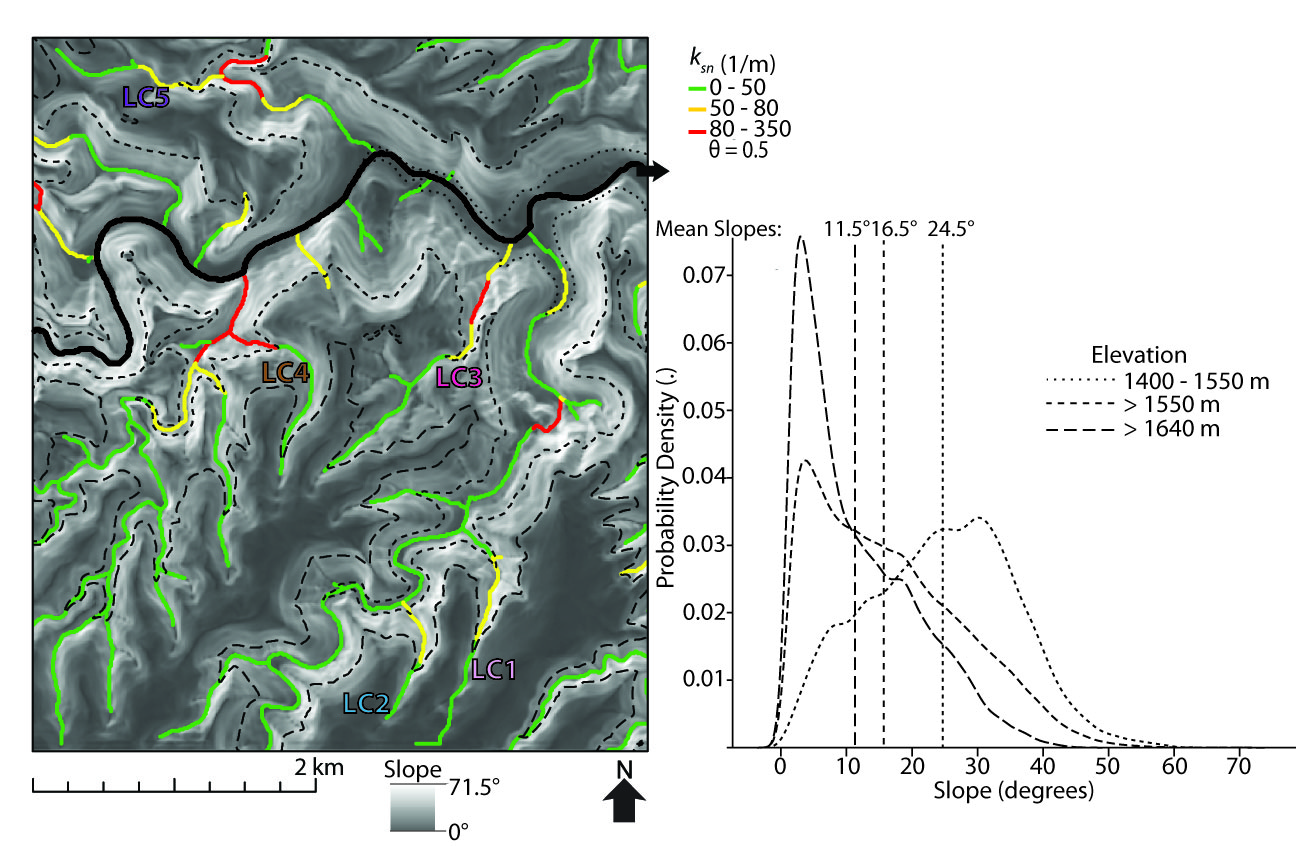 LC5
LC4
LC3
LC1
LC2
2 km
Slope
71.5°
0°
N
ksn (1/m)
0 - 50
50 - 80
80 - 350
θ = 0.5
Mean Slopes: 11.5° 16.5° 24.5°
0.07
0.06
0.05
0.04
0.03
0.02
0.01
Probability Density (.)
Elevation
1400 - 1550 m
> 1550 m
> 1640 m
0 10 20 30 40 50 60 70
Slope (degrees)